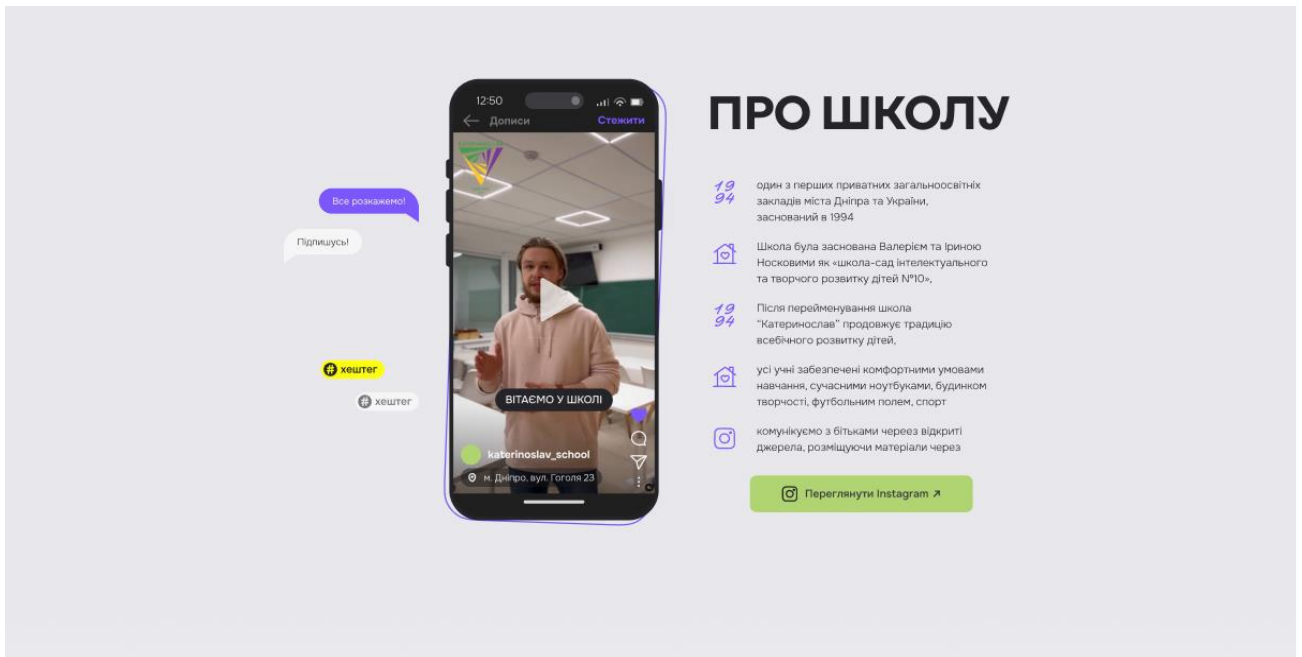 ПРО ШКОЛУ
12:50
Дописи
Стежити
Все розкажемо!
Підпишусь!
# хештег
# хештег
ВІТАЄМО У ШКОЛІ
katerinoslav_school
м. Дніпро, вул. Гоголя 23
19
94
один з перших приватних загальноосвітніх
закладів міста Дніпра та України,
заснований в 1994
Школа була заснована Валерієм та Іриною
Носковими як «школа-сад інтелектуального
та творчого розвитку дітей №10»,
19
94
Після перейменування школа
“Катеринослав” продовжує традицію
всебічного розвитку дітей,
усі учні забезпечені комфортними умовами
навчання, сучасними ноутбуками, будинком
творчості, футбольним полем, спорт
комунікуємо з бітьками череез відкриті
джерела, розміщуючи матеріали через
Переглянути Instagram ↗